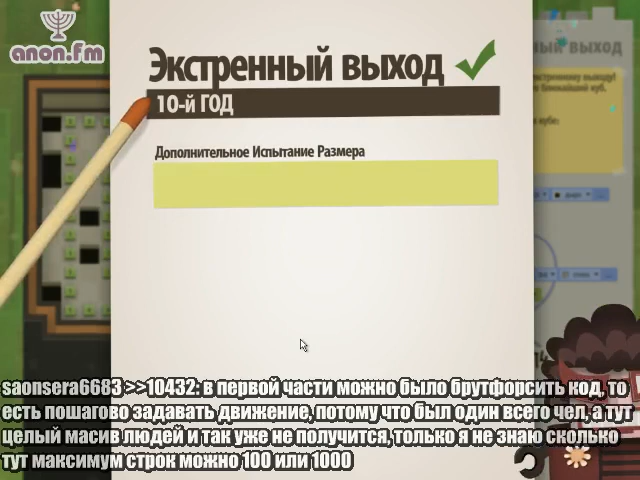 anon.fm
Экстренный выход
10-й ГОД
Дополнительное Испытание Размера
ый выход
saonsera6683 >>10432: в первой части можно было брутфорсить код, то
есть пошагово задавать движение, потому что был один всего чел, а тут
целый масив людей и так уже не получится, только я не знаю сколько
тут максимум строк можно 100 или 1000